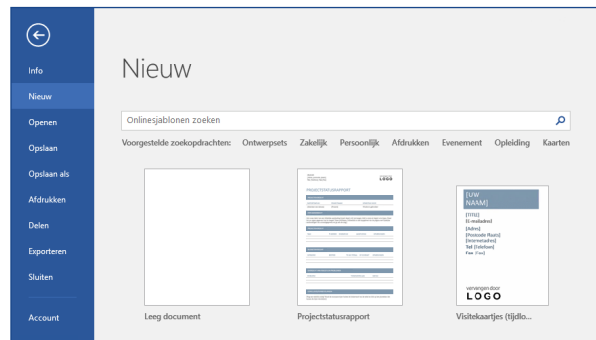 Info
Nieuw
Openen
Opslaan
Opslaan als
Afdrukken
Delen
Exporteren
Sluiten
Account
Nieuw
Onlinesjablonen zoeken
Voorgestelde zoekopdrachten: Ontwerpsets Zakelijk Persoonlijk Afdrukken Evenement Opleiding Kaarten
Leeg document
LOGO
PROJECTSTATUSRAPPORT
Projectstatusrapport
[UW
NAAM]
[TITEL]
[E-mailadres]
[Adres]
[Postcode Plaats]
[Internetadres]
Tel [Telefoon]
Fax [Fax]
vervangen door
LOGO
Visitekaartjes (tijdlo...